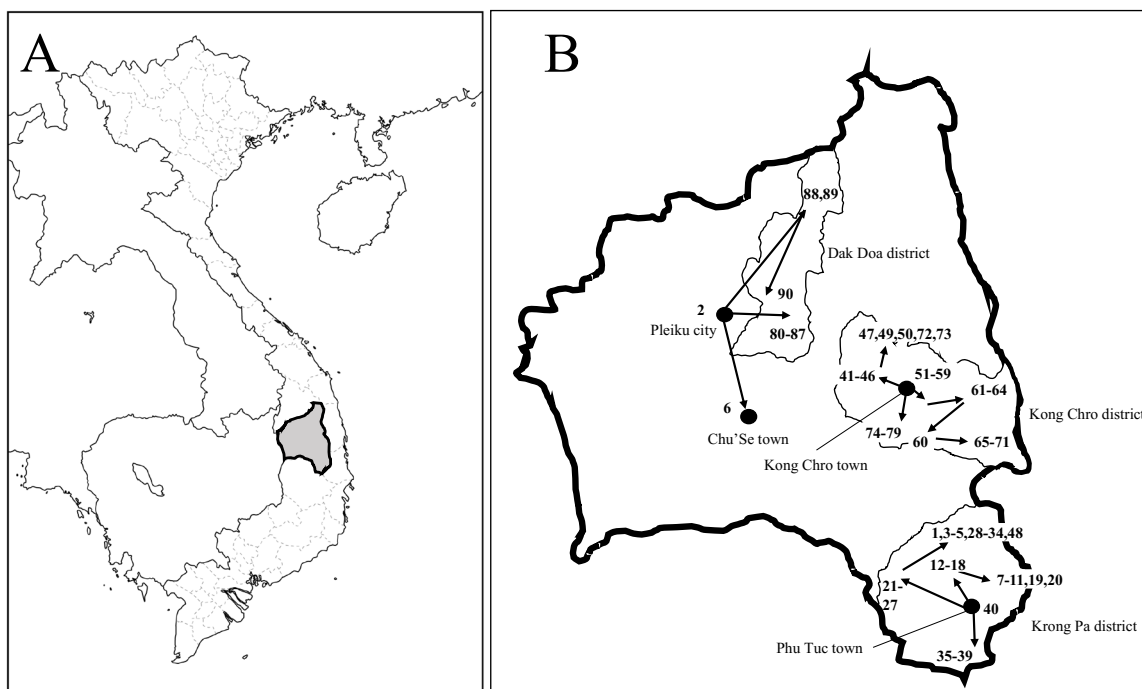 A
B
88,89
Dak Doa district
90
2
Pleiku city
80-87
47,49,50,72,73
41-46
51-59
61-64
6
Kong Chro district
74-79
60
65-71
Chu’Se town
Kong Chro town
1,3-5,28-34,48
12-18
7-11,19,20
21-
27
40
Krong Pa district
Phu Tuc town
35-39